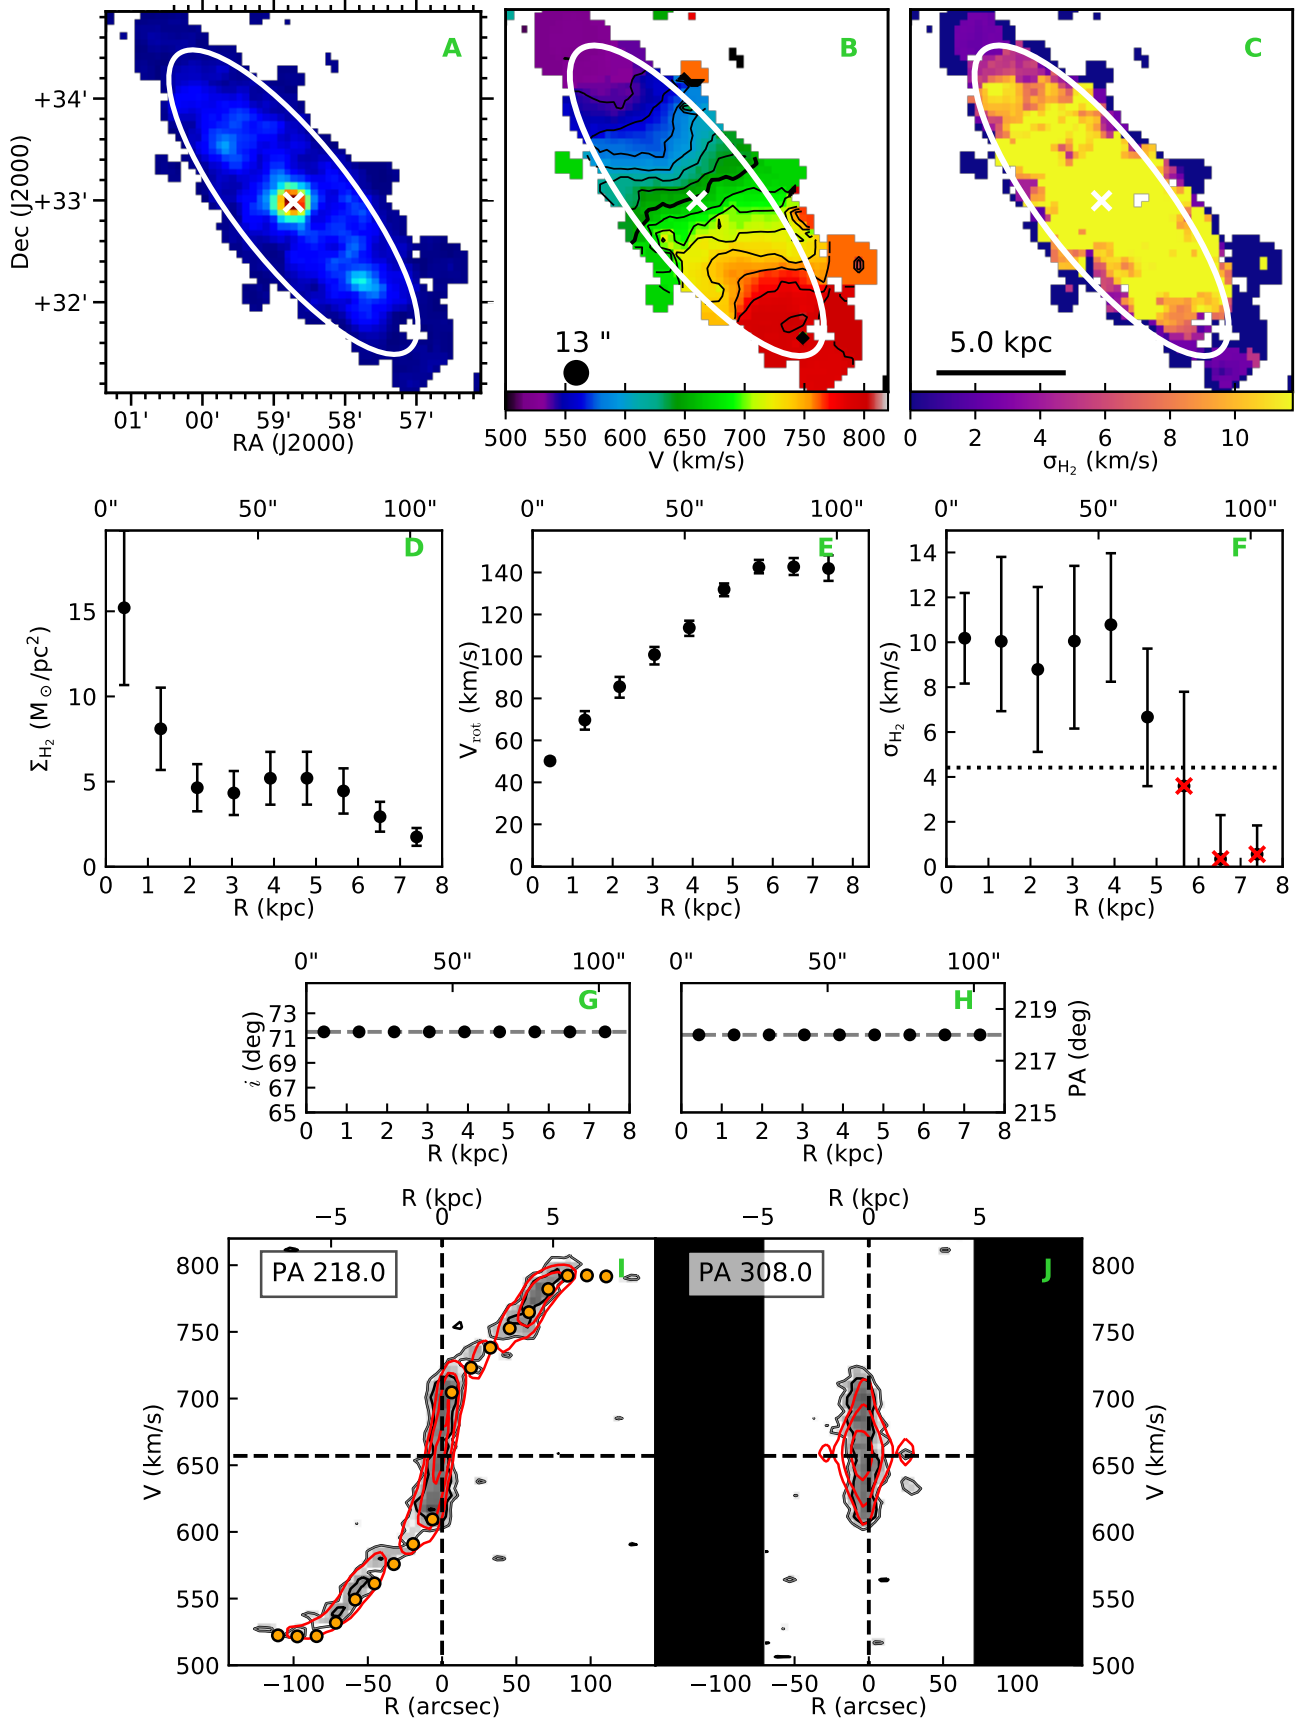 A
B
C
Dec (J2000)
+34'
+33'
+32'
13 "
5.0 kpc
01' 00' 59' 58' 57'
RA (J2000)
500 550 600 650 700 750 800
V (km/s)
0 2 4 6 8 10
σH₂ (km/s)
0" 50" 100"
0" 50" 100"
0" 50" 100"
D
E
F
ΣH₂ (M⊙/pc²)
15
10
5
0
0 1 2 3 4 5 6 7 8
R (kpc)
Vrot (km/s)
140
120
100
80
60
40
20
0
0 1 2 3 4 5 6 7 8
R (kpc)
σH₂ (km/s)
14
12
10
8
6
4
2
0
0 1 2 3 4 5 6 7 8
R (kpc)
0" 50" 100"
0" 50" 100"
G
H
i (deg)
73
71
69
67
65
0 1 2 3 4 5 6 7 8
R (kpc)
219
217
215
PA (deg)
0 1 2 3 4 5 6 7 8
R (kpc)
R (kpc)
−5 0 5
R (kpc)
−5 0 5
PA 218.0
I
PA 308.0
J
V (km/s)
800
750
700
650
600
550
500
−100 −50 0 50 100
R (arcsec)
800
750
700
650
600
550
500
V (km/s)
−100 −50 0 50 100
R (arcsec)